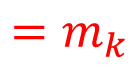 = m_k